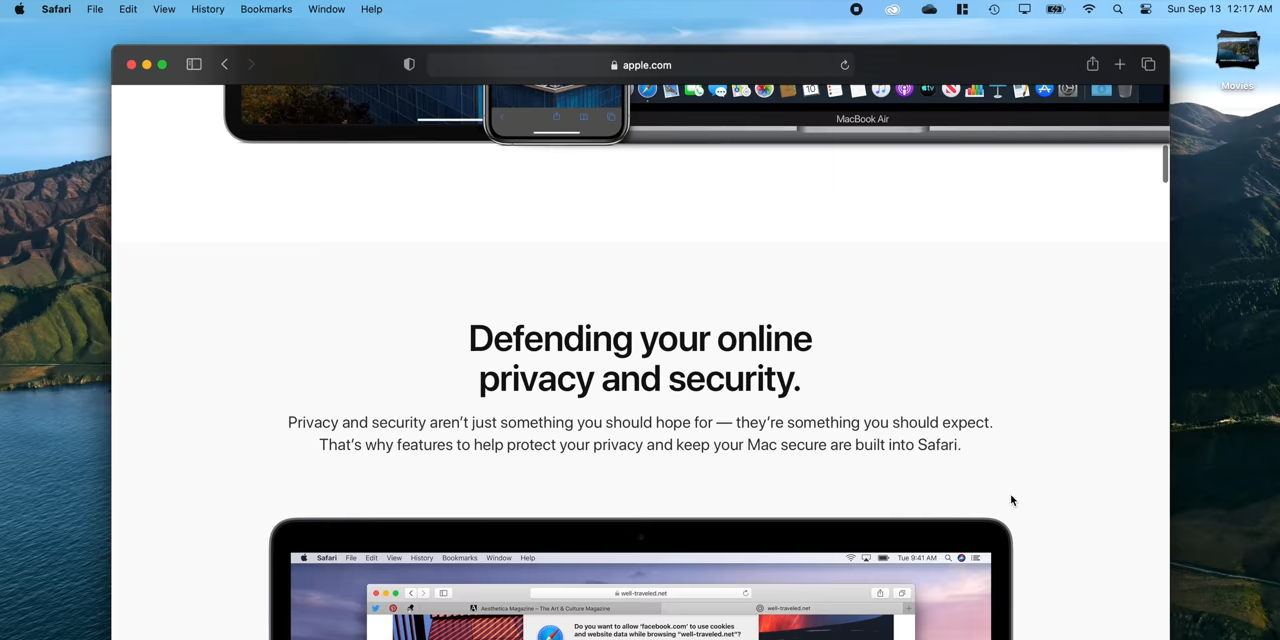 Safari File Edit View History Bookmarks Window Help
Sun Sep 13 12:17 AM
Movies
apple.com
10
tv
MacBook Air
Defending your online
privacy and security.
Privacy and security aren’t just something you should hope for — they’re something you should expect.
That’s why features to help protect your privacy and keep your Mac secure are built into Safari.
Safari File Edit View History Bookmarks Window Help
Tue 9:41 AM
well-traveled.net
Aesthetica Magazine – The Art & Culture Magazine
well-traveled.net
Do you want to allow “facebook.com” to use cookies
and website data while browsing “well-traveled.net”?